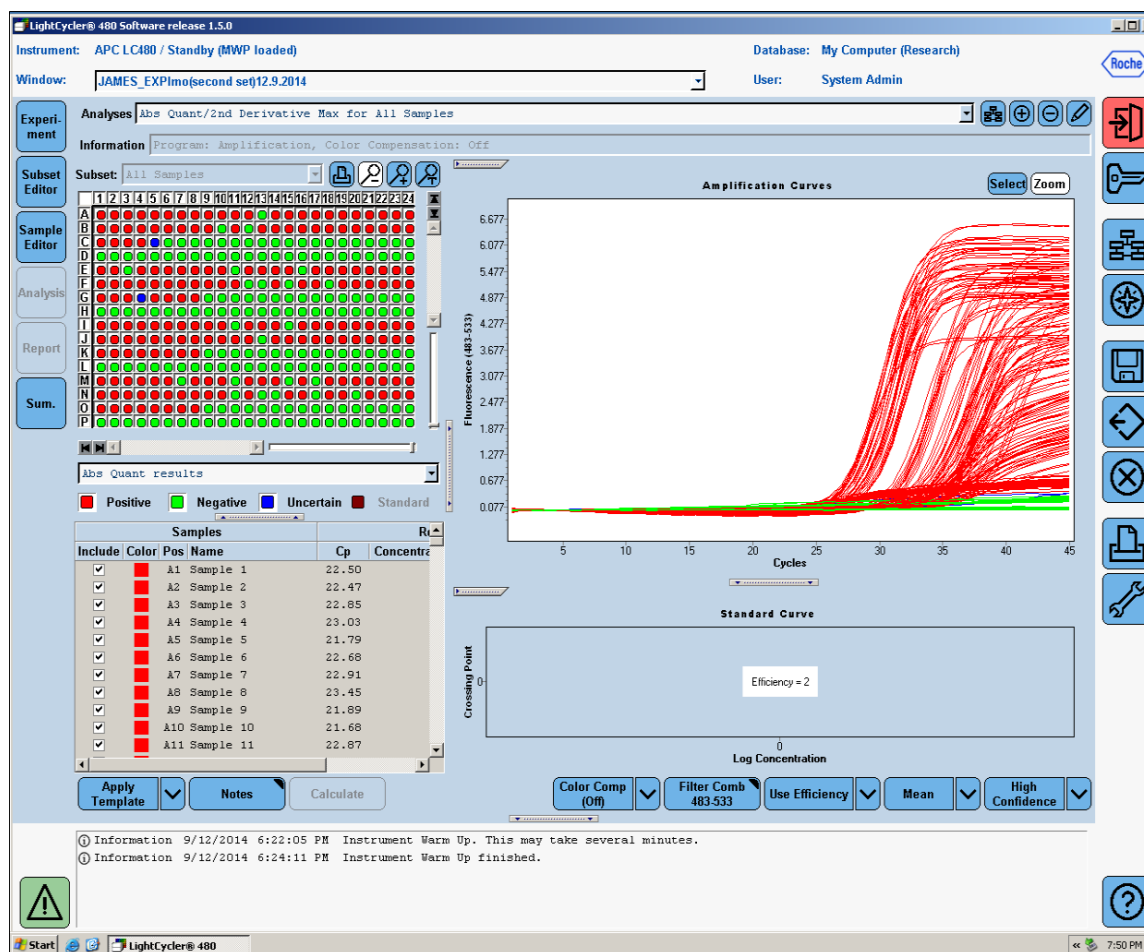 LightCycler® 480 Software release 1.5.0
Instrument: APC LC480 / Standby (MWP loaded) Database: My Computer (Research)
Window: JAMES_EXPImo(second set)12.9.2014 User: System Admin
Roche
Experi-
ment
Subset
Editor
Sample
Editor
Analysis
Report
Sum.
Analyses Abs Quant/2nd Derivative Max for All Samples
Information Program: Amplification, Color Compensation: Off
Subset: All Samples
1 2 3 4 5 6 7 8 9 10 11 12 13 14 15 16 17 18 19 20 21 22 23 24
A
B
C
D
E
F
G
H
I
J
K
L
M
N
O
P
Abs Quant results
Positive Negative Uncertain Standard
Samples
Include Color Pos Name Cp Concentra
A1 Sample 1 22.50
A2 Sample 2 22.47
A3 Sample 3 22.85
A4 Sample 4 23.03
A5 Sample 5 21.79
A6 Sample 6 22.68
A7 Sample 7 22.91
A8 Sample 8 23.45
A9 Sample 9 21.89
A10 Sample 10 21.68
A11 Sample 11 22.87
Amplification Curves
Select Zoom
Fluorescence (483-533)
6.677
6.077
5.477
4.877
4.277
3.677
3.077
2.477
1.877
1.277
0.677
0.077
5 10 15 20 25 30 35 40 45
Cycles
Standard Curve
Crossing Point
0
Efficiency = 2
0
Log Concentration
Apply
Template
Notes
Calculate
Color Comp
(Off)
Filter Comb
483-533
Use Efficiency
Mean
High
Confidence
Information 9/12/2014 6:22:05 PM Instrument Warm Up. This may take several minutes.
Information 9/12/2014 6:24:11 PM Instrument Warm Up finished.
Start LightCycler® 480 7:50 PM